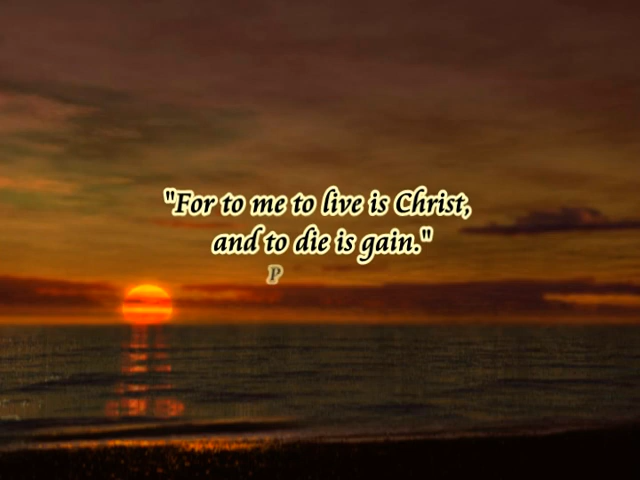 "For to me to live is Christ,
and to die is gain."
P